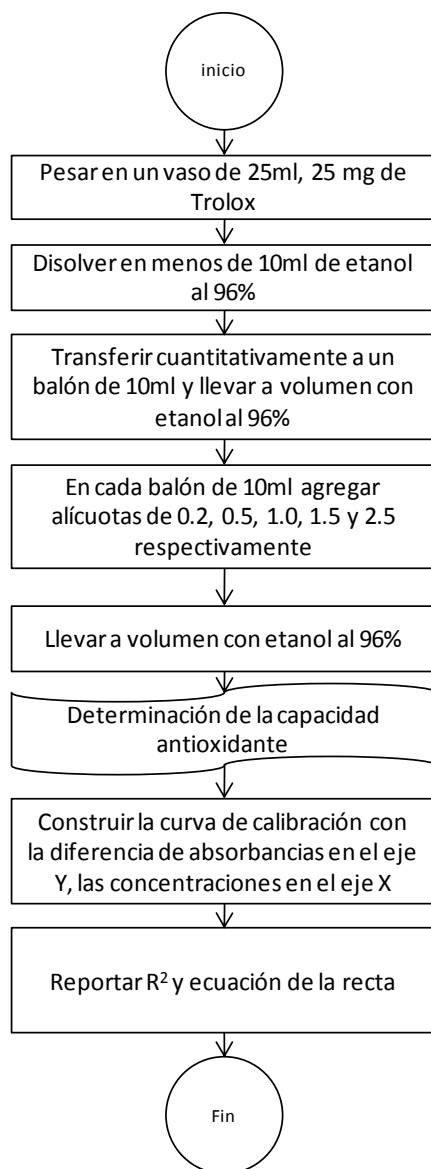 inicio
Pesar en un vaso de 25ml, 25 mg de
Trolox
Disolver en menos de 10ml de etanol
al 96%
Transferir cuantitativamente a un
balón de 10ml y llevar a volumen con
etanol al 96%
En cada balón de 10ml agregar
alícuotas de 0.2, 0.5, 1.0, 1.5 y 2.5
respectivamente
Llevar a volumen con etanol al 96%
Determinación de la capacidad
antioxidante
Construir la curva de calibración con
la diferencia de absorbancias en el eje
Y, las concentraciones en el eje X
Reportar R² y ecuación de la recta
Fin